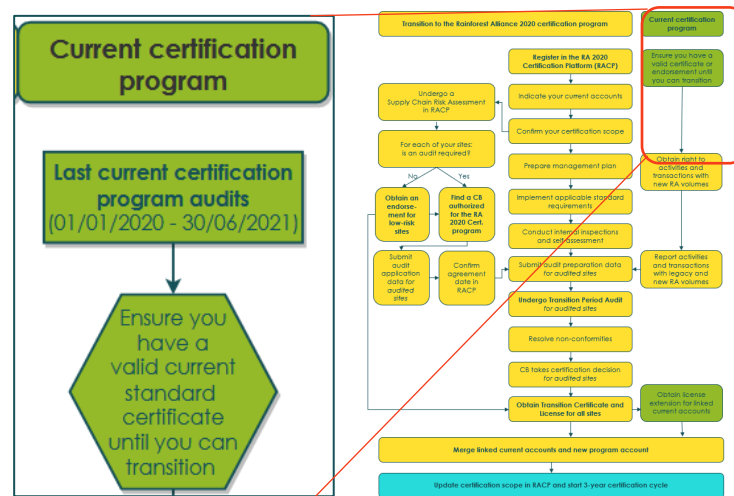 Current certification
program
Last current certification
program audits
(01/01/2020 - 30/06/2021)
Ensure you
have a
valid current
standard
certificate
until you can
transition
Transition to the Rainforest Alliance 2020 certification program
Current certification
program
Register in the RA 2020
Certification Platform (RACP)
Ensure you have a
valid certificate or
endorsement until
you can transition
Undergo a
Supply Chain Risk Assessment
in RACP
Indicate your current accounts
Confirm your certification scope
For each of your sites:
is an audit required?
Prepare management plan
Obtain right to
activities and
transactions with
new RA volumes
No
Yes
Obtain an
endorse-
ment for
low-risk
sites
Find a CB
authorized
for the RA
2020 Cert.
program
Implement applicable standard
requirements
Conduct internal inspections
and self-assessment
Submit
audit
application
data for
audited
sites
Confirm
agreement
date in
RACP
Submit audit preparation data
for audited sites
Report activities
and transactions
with legacy and
new RA volumes
Undergo Transition Period Audit
for audited sites
Resolve non-conformities
CB takes certification decision
for audited sites
Obtain Transition Certificate and
License for all sites
Obtain license
extension for linked
current accounts
Merge linked current accounts and new program account
Update certification scope in RACP and start 3-year certification cycle